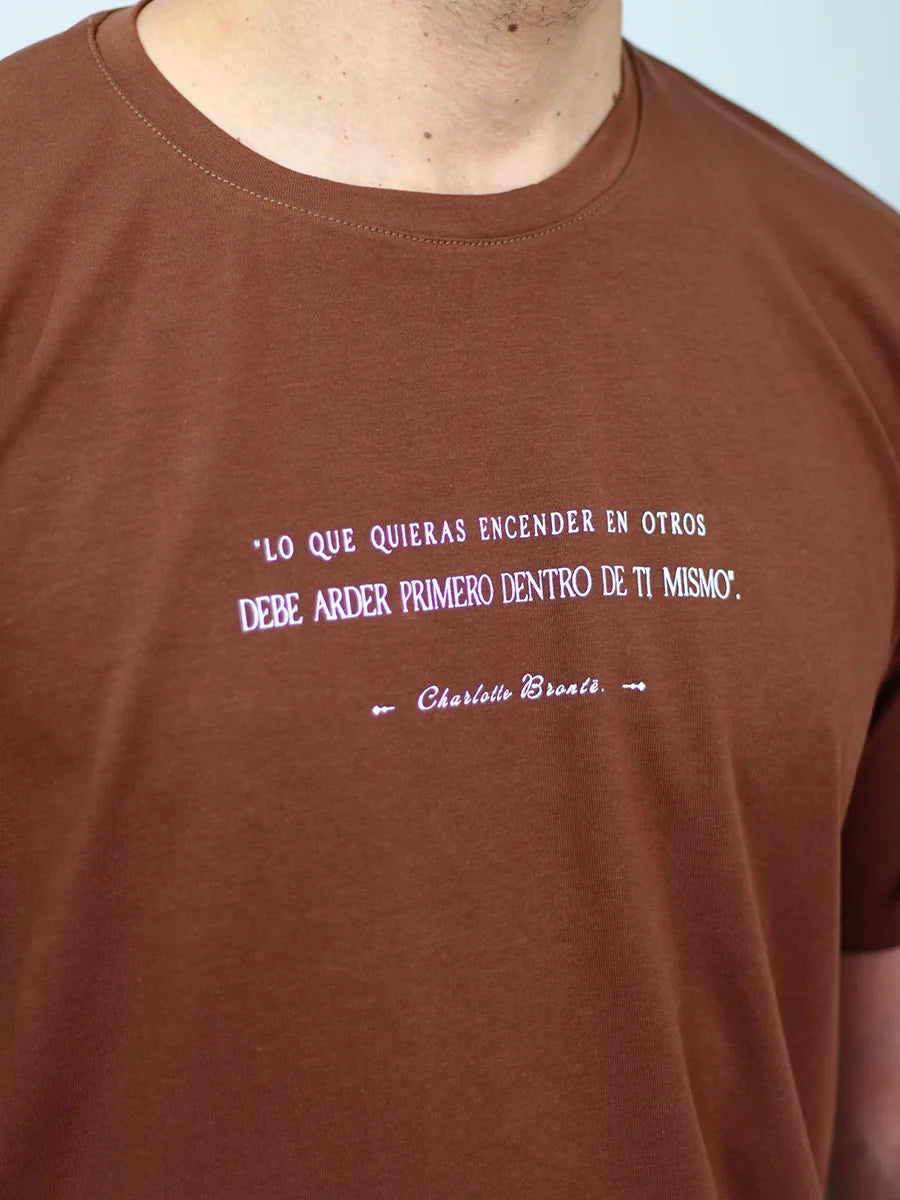 "LO QUE QUIERAS ENCENDER EN OTROS
DEBE ARDER PRIMERO DENTRO DE TI MISMO".
Charlotte Brontë.